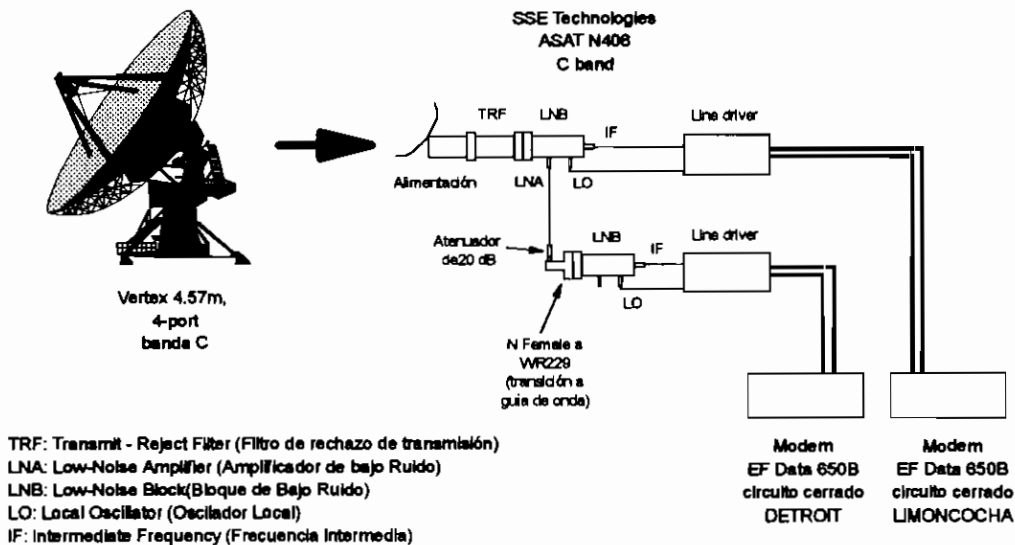 SSE Technologies
ASAT N406
C band
TRF
LNB
IF
Line driver
Alimentación
LNA
LO
Atenuador
de20 dB
LNB
IF
Line driver
LO
Vertex 4.57m,
4-port
banda C
N Female a
WR229
(transición a
guia de onda)
TRF: Transmit - Reject Filter (Filtro de rechazo de transmisión)
LNA: Low-Noise Amplifier (Amplificador de bajo Ruido)
LNB: Low-Noise Block(Bloque de Bajo Ruido)
LO: Local Oscillator (Oscilador Local)
IF: Intermediate Frequency (Frecuencia Intermedia)
Modem
EF Data 650B
circuito cerrado
DETROIT
Modem
EF Data 650B
circuito cerrado
LIMONCOCHA